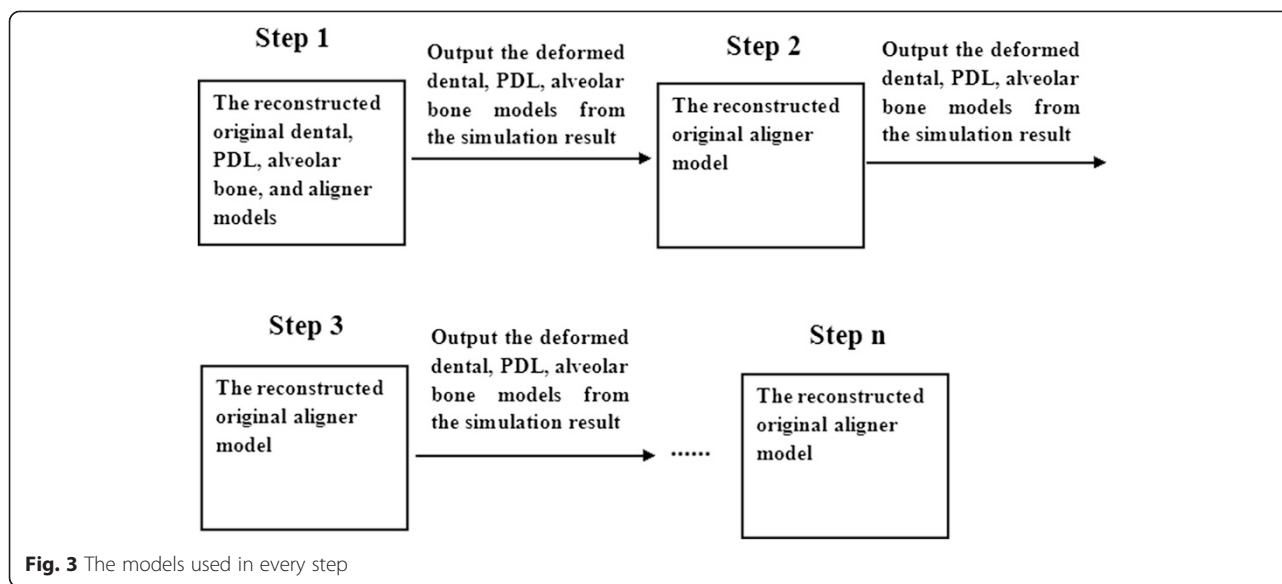 Step 1
The reconstructed
original dental,
PDL, alveolar
bone, and aligner
models
Output the deformed
dental, PDL, alveolar
bone models from
the simulation result
Step 2
The reconstructed
original aligner
model
Output the deformed
dental, PDL, alveolar
bone models from
the simulation result
Step 3
The reconstructed
original aligner
model
Output the deformed
dental, PDL, alveolar
bone models from
the simulation result
......
Step n
The reconstructed
original aligner
model
Fig. 3 The models used in every step